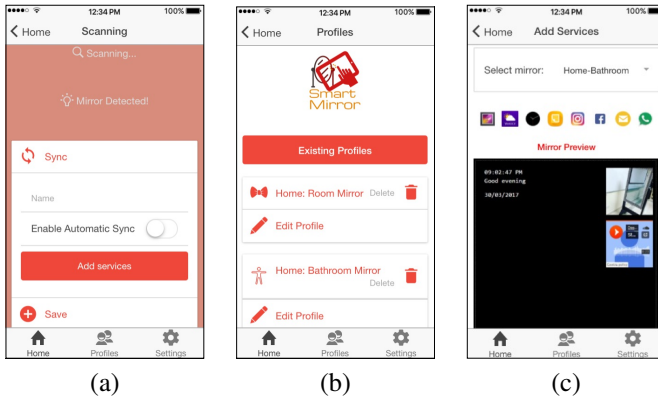 12:34 PM
100%
Home
Scanning
Scanning...
Mirror Detected!
Sync
Name
Enable Automatic Sync
Add services
Save
Home
Profiles
Settings
(a)
12:34 PM
100%
Home
Profiles
Smart
Mirror
Existing Profiles
Home: Room Mirror
Delete
Edit Profile
Home: Bathroom Mirror
Delete
Edit Profile
Home
Profiles
Settings
(b)
12:34 PM
100%
Home
Add Services
Select mirror:
Home-Bathroom
Mirror Preview
09:02:47 PM
Good evening
30/03/2017
Home
Profiles
Settings
(c)